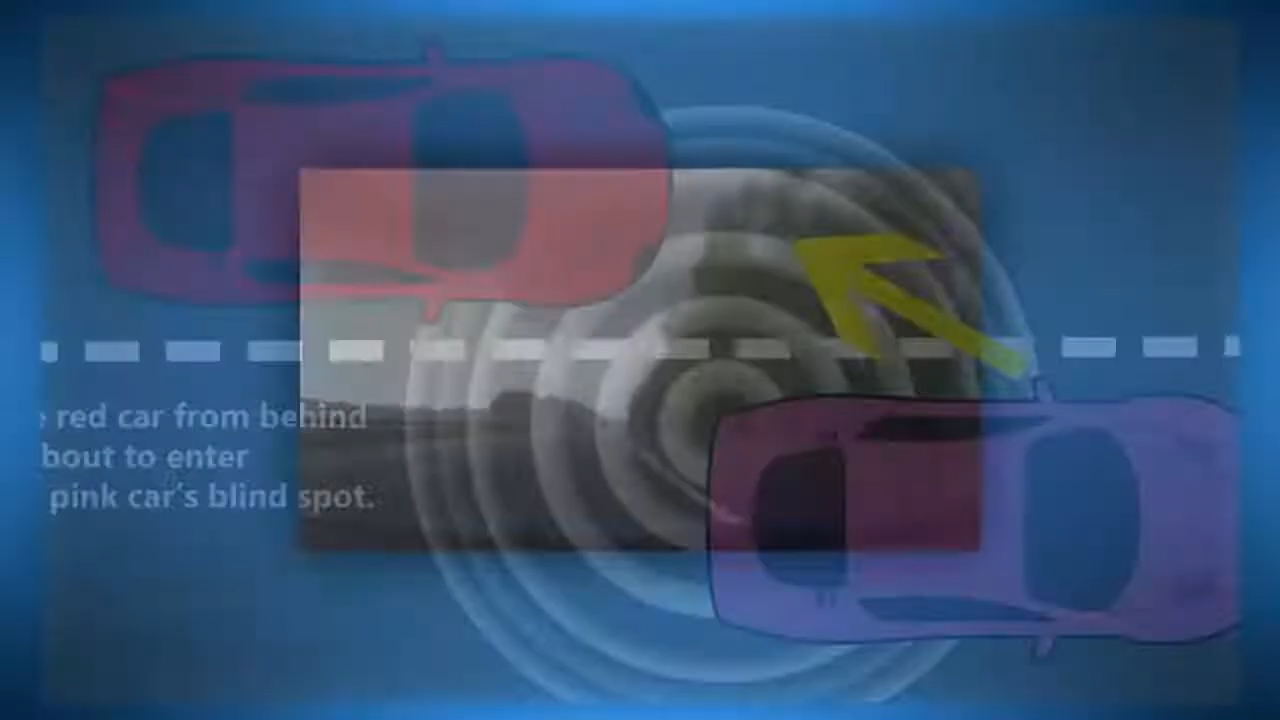 red car from behind
bout to enter
pink car's blind spot.